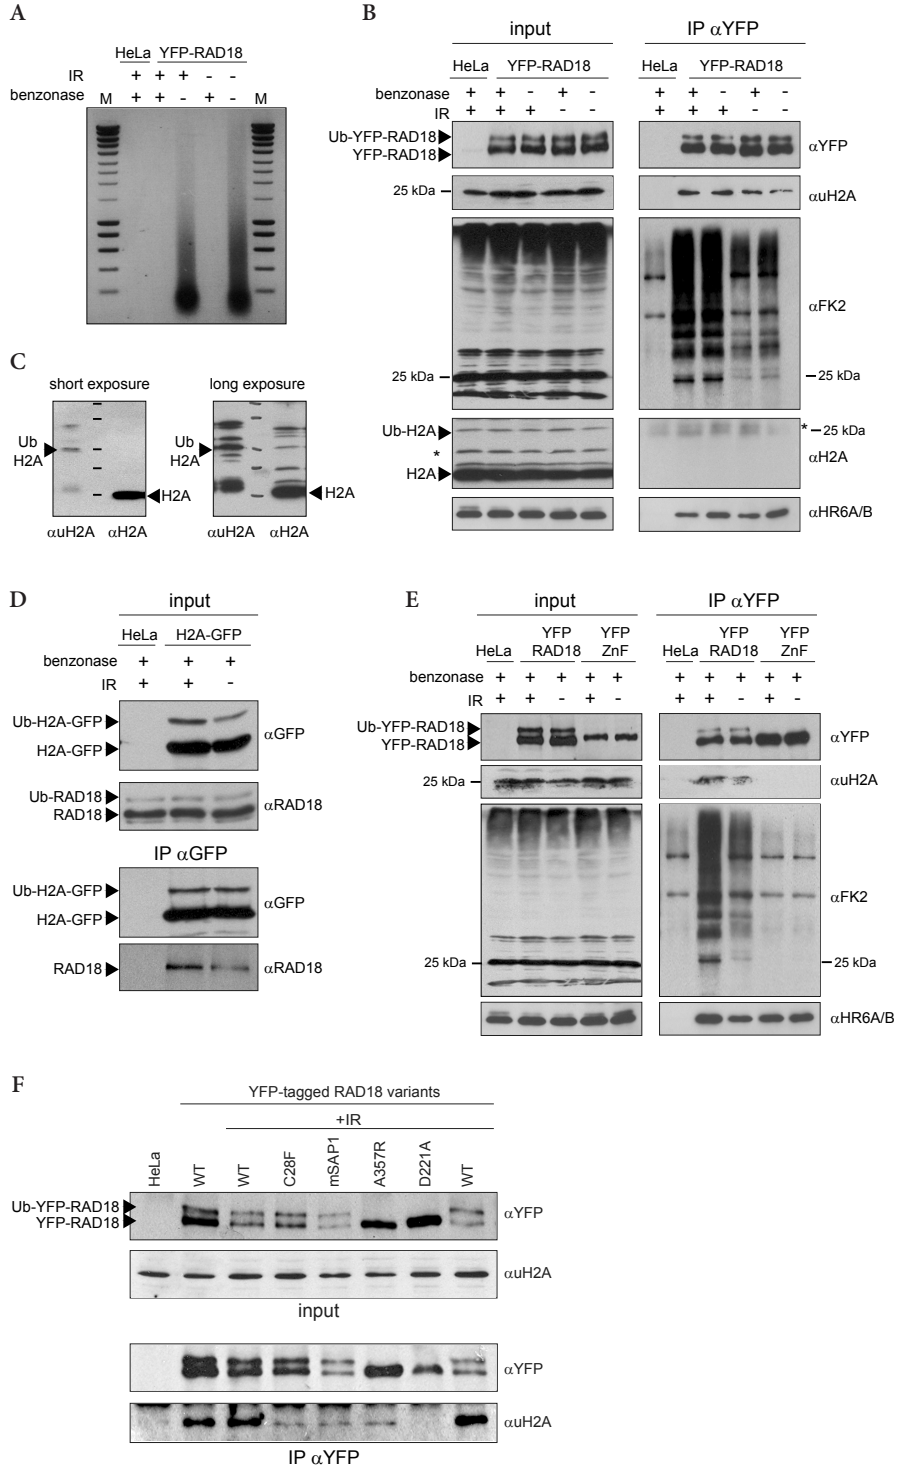 A
HeLa YFP-RAD18
IR + + + - -
benzonase M + + - + - M
B
input IP αYFP
HeLa YFP-RAD18 HeLa YFP-RAD18
benzonase + + - + - + + - + -
IR + + + - - + + + - -
Ub-YFP-RAD18
YFP-RAD18
αYFP
25 kDa αuH2A
αFK2
25 kDa 25 kDa
Ub-H2A * 25 kDa
* αH2A
H2A
αHR6A/B
C
short exposure long exposure
Ub Ub
H2A H2A
H2A H2A
αuH2A αH2A αuH2A αH2A
D
input
HeLa H2A-GFP
benzonase + + +
IR + + -
Ub-H2A-GFP
αGFP
H2A-GFP
Ub-RAD18
αRAD18
RAD18
IP αGFP
Ub-H2A-GFP
αGFP
H2A-GFP
RAD18 αRAD18
E
input IP αYFP
YFP YFP YFP YFP
HeLa RAD18 ZnF HeLa RAD18 ZnF
benzonase + + + + + + + + + +
IR + + - + - + + - + -
Ub-YFP-RAD18
YFP-RAD18
αYFP
25 kDa αuH2A
αFK2
25 kDa 25 kDa
αHR6A/B
F
YFP-tagged RAD18 variants
+IR
HeLa WT WT C28F mSAP1 A357R D221A WT
Ub-YFP-RAD18
αYFP
YFP-RAD18
αuH2A
input
αYFP
αuH2A
IP αYFP